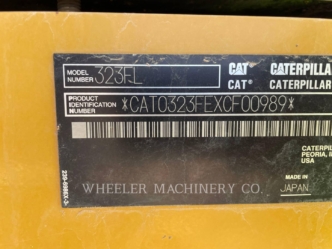 MODEL NUMBER 323FL CAT CATERPILLAR
CAT® CATERPILLAR
PRODUCT IDENTIFICATION NUMBER *CAT0323FEXCF00989*
CATERPILLAR
PEORIA,
WHEELER MACHINERY CO.
MADE IN
JAPAN